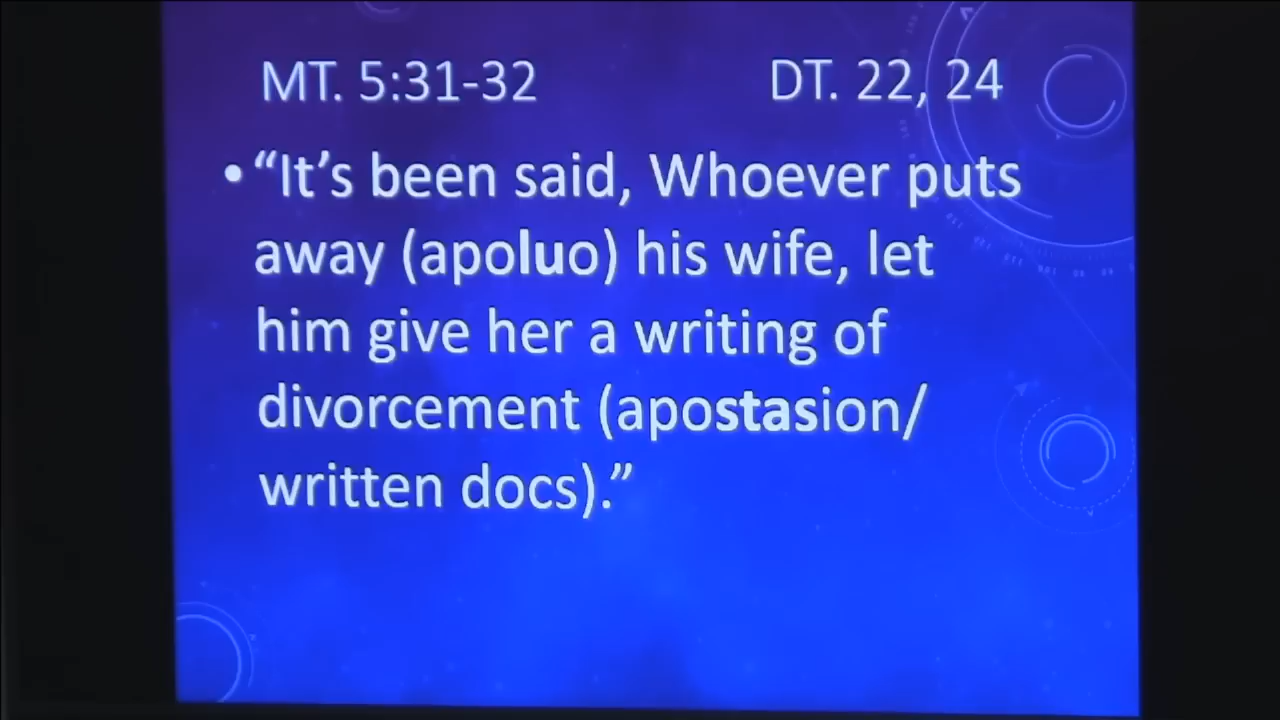 MT. 5:31-32 DT. 22, 24
• “It’s been said, Whoever puts
away (apoluo) his wife, let
him give her a writing of
divorcement (apostasion/
written docs).”